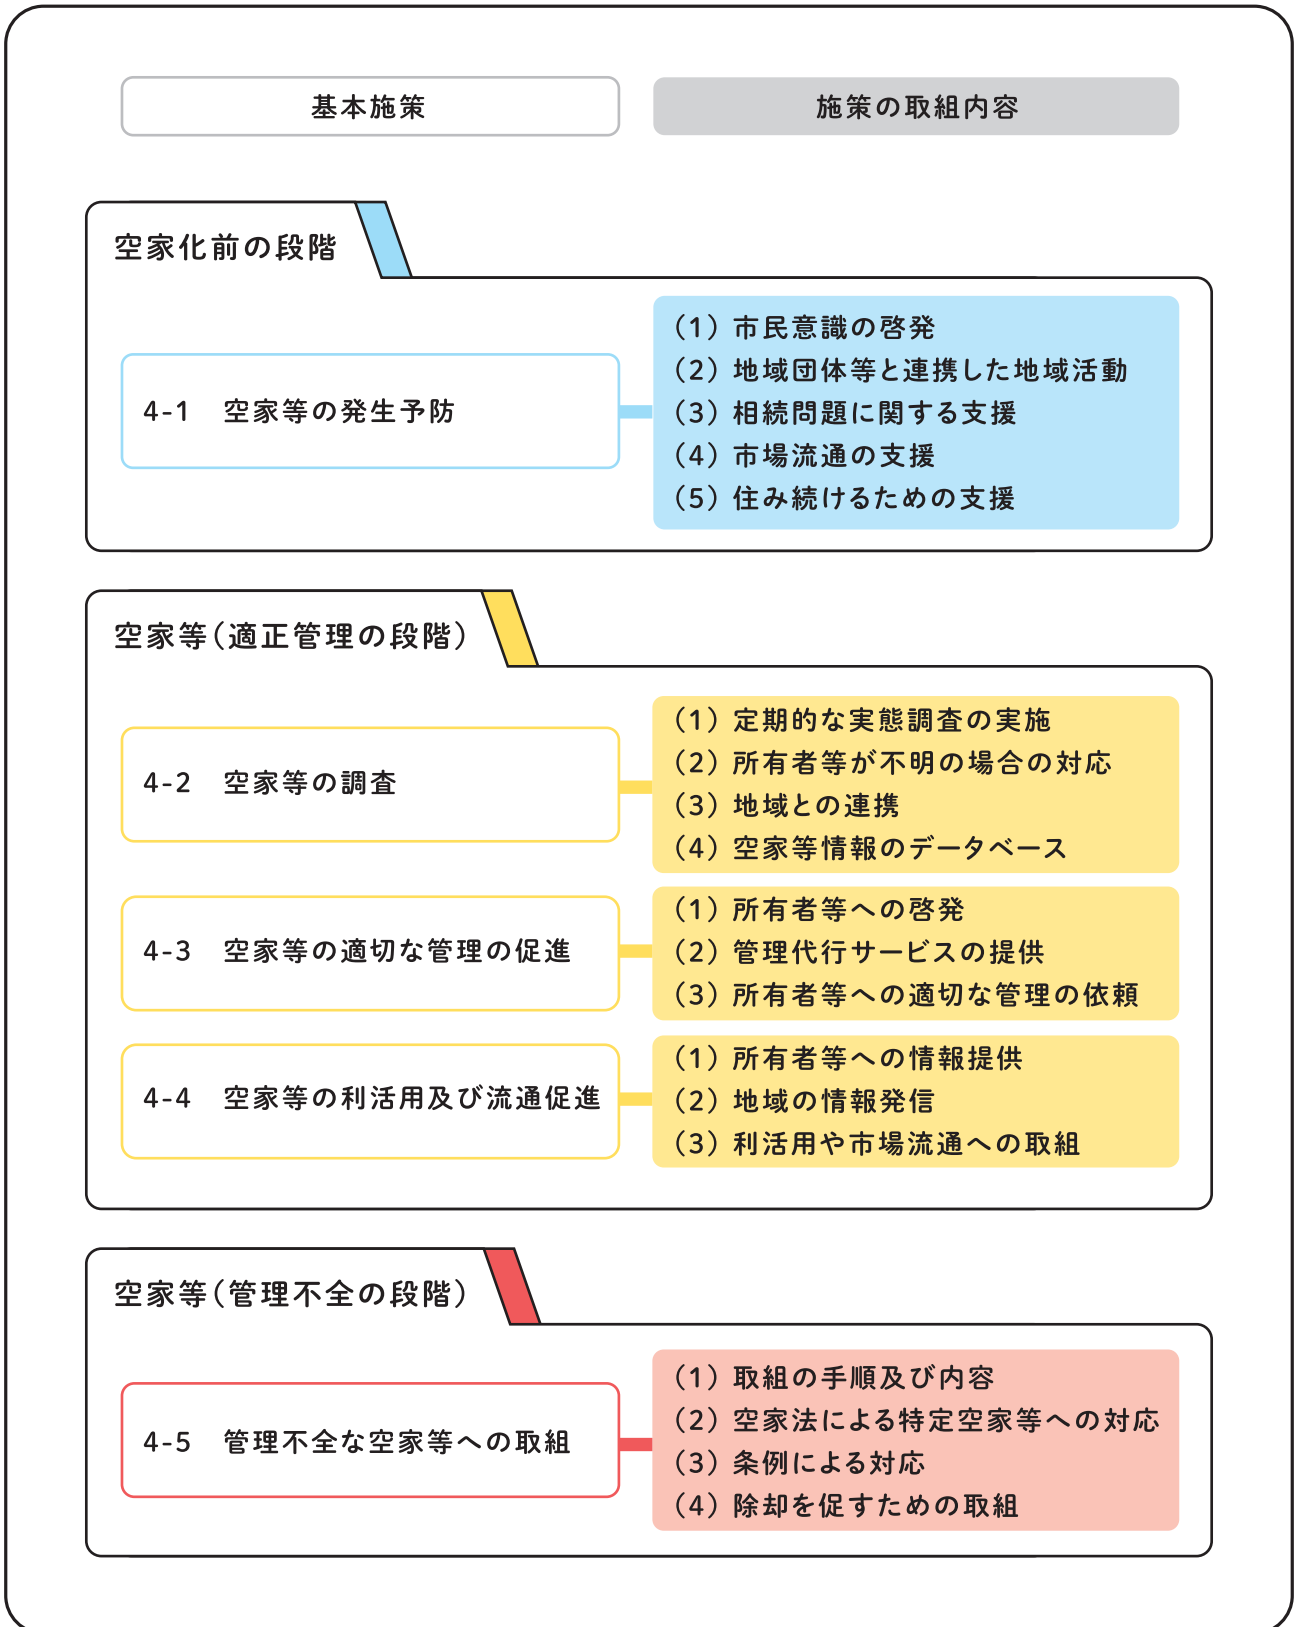 基本施策
施策の取組内容
空家化前の段階
4-1 空家等の発生予防
(1) 市民意識の啓発
(2) 地域団体等と連携した地域活動
(3) 相続問題に関する支援
(4) 市場流通の支援
(5) 住み続けるための支援
空家等(適正管理の段階)
4-2 空家等の調査
(1) 定期的な実態調査の実施
(2) 所有者等が不明の場合の対応
(3) 地域との連携
(4) 空家等情報のデータベース
4-3 空家等の適切な管理の促進
(1) 所有者等への啓発
(2) 管理代行サービスの提供
(3) 所有者等への適切な管理の依頼
4-4 空家等の利活用及び流通促進
(1) 所有者等への情報提供
(2) 地域の情報発信
(3) 利活用や市場流通への取組
空家等(管理不全の段階)
4-5 管理不全な空家等への取組
(1) 取組の手順及び内容
(2) 空家法による特定空家等への対応
(3) 条例による対応
(4) 除却を促すための取組